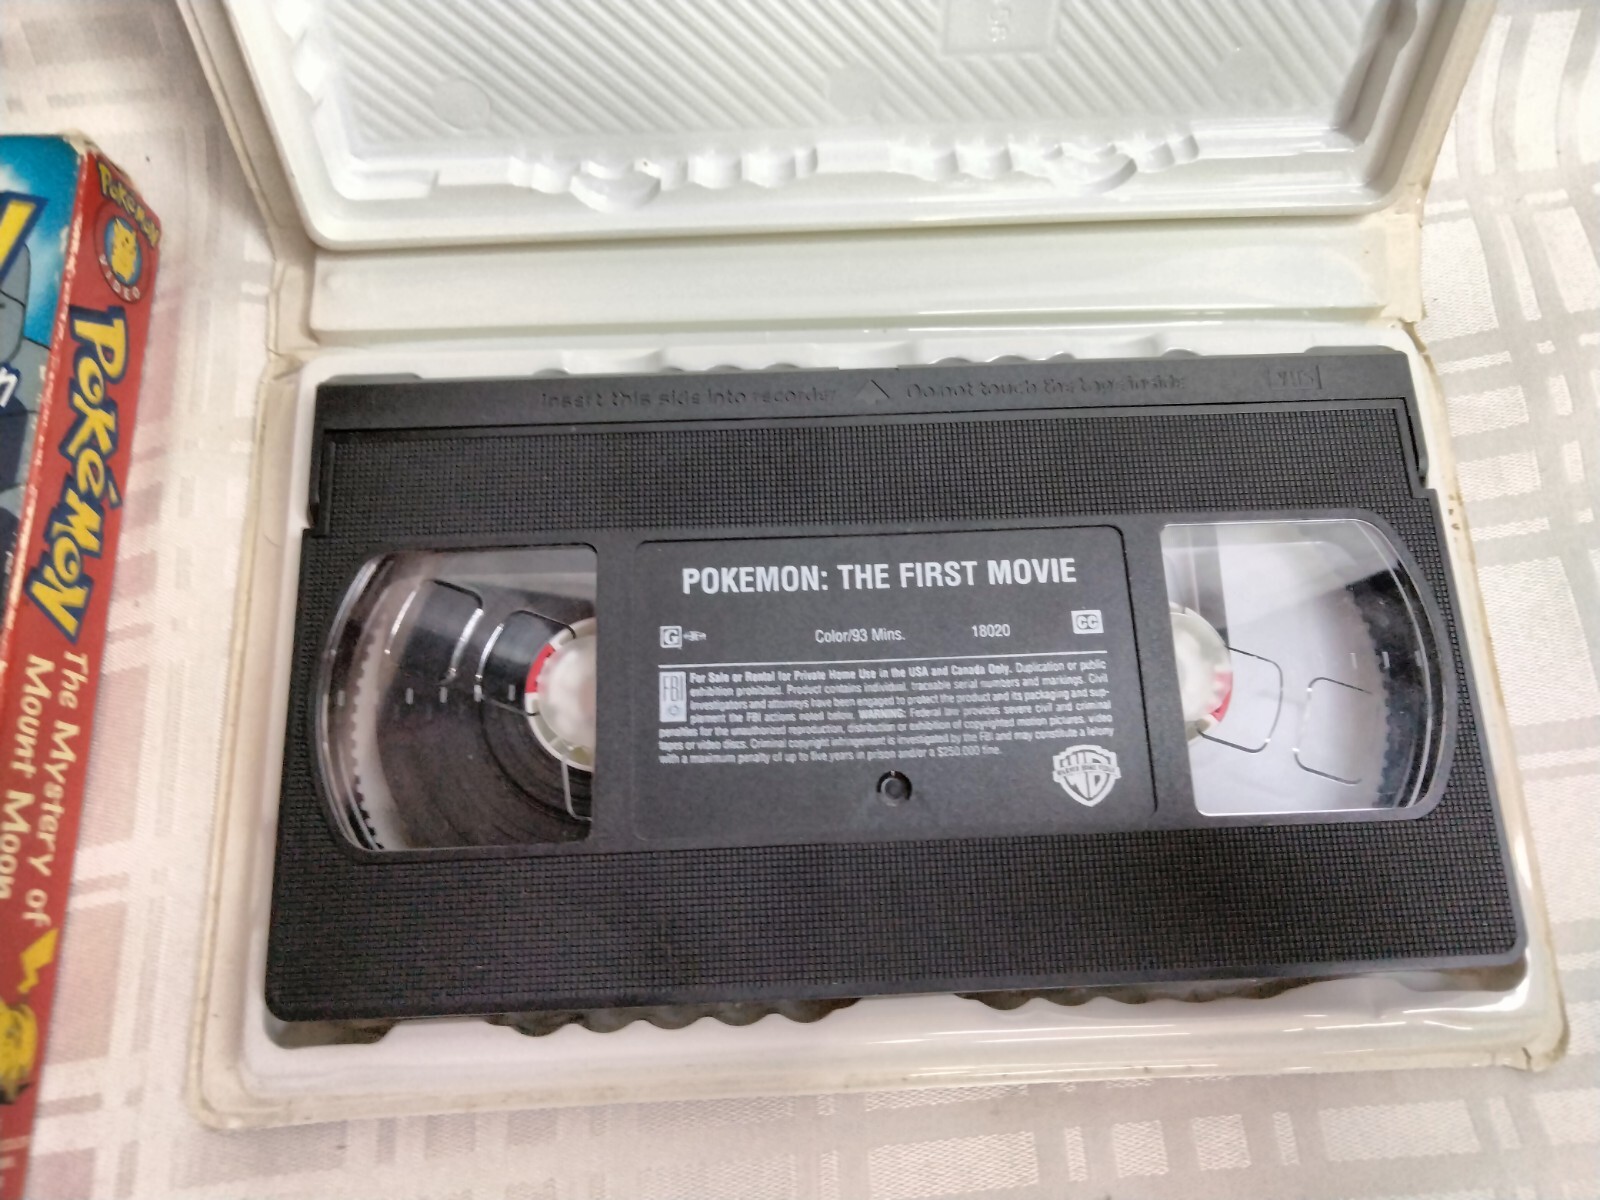 Insert this side into recorder
Do not touch the tape inside
VHS
POKEMON: THE FIRST MOVIE
G
Color/93 Mins.
18020
CC
FBI
For Sale or Rental for Private Home Use in the USA and Canada Only. Duplication or public
exhibition prohibited. Product contains individual, traceable serial numbers and markings. Civil
investigators and attorneys have been engaged to protect the product and its packaging and sup-
plement the FBI actions noted below. WARNING: Federal law provides severe civil and criminal
penalties for the unauthorized reproduction, distribution or exhibition of copyrighted motion pictures, video
tapes or video discs. Criminal copyright infringement is investigated by the FBI and may constitute a felony
with a maximum penalty of up to five years in prison and/or a $250,000 fine.
WB
POKéMON
VIDEO
POKéMON
The Mystery of
Mount Moon